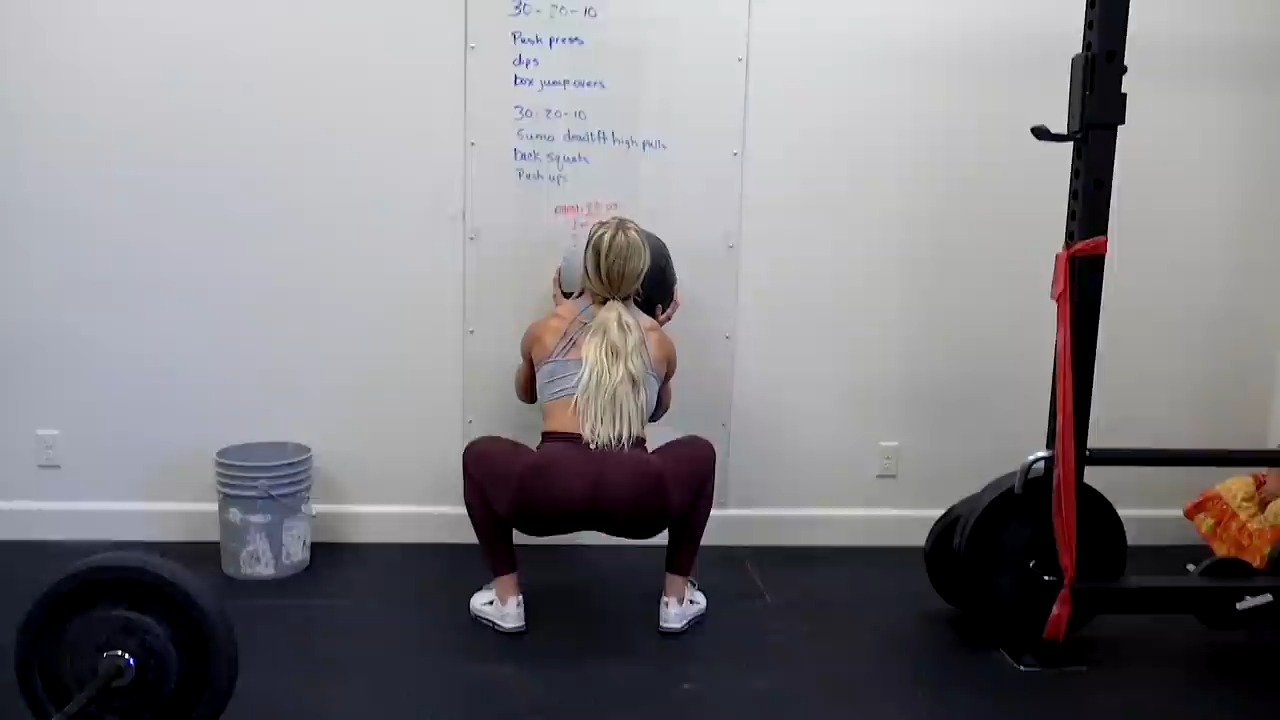 30-20-10
Push press
dips
box jump overs
30-20-10
Sumo deadlift high pulls
back squats
Push ups